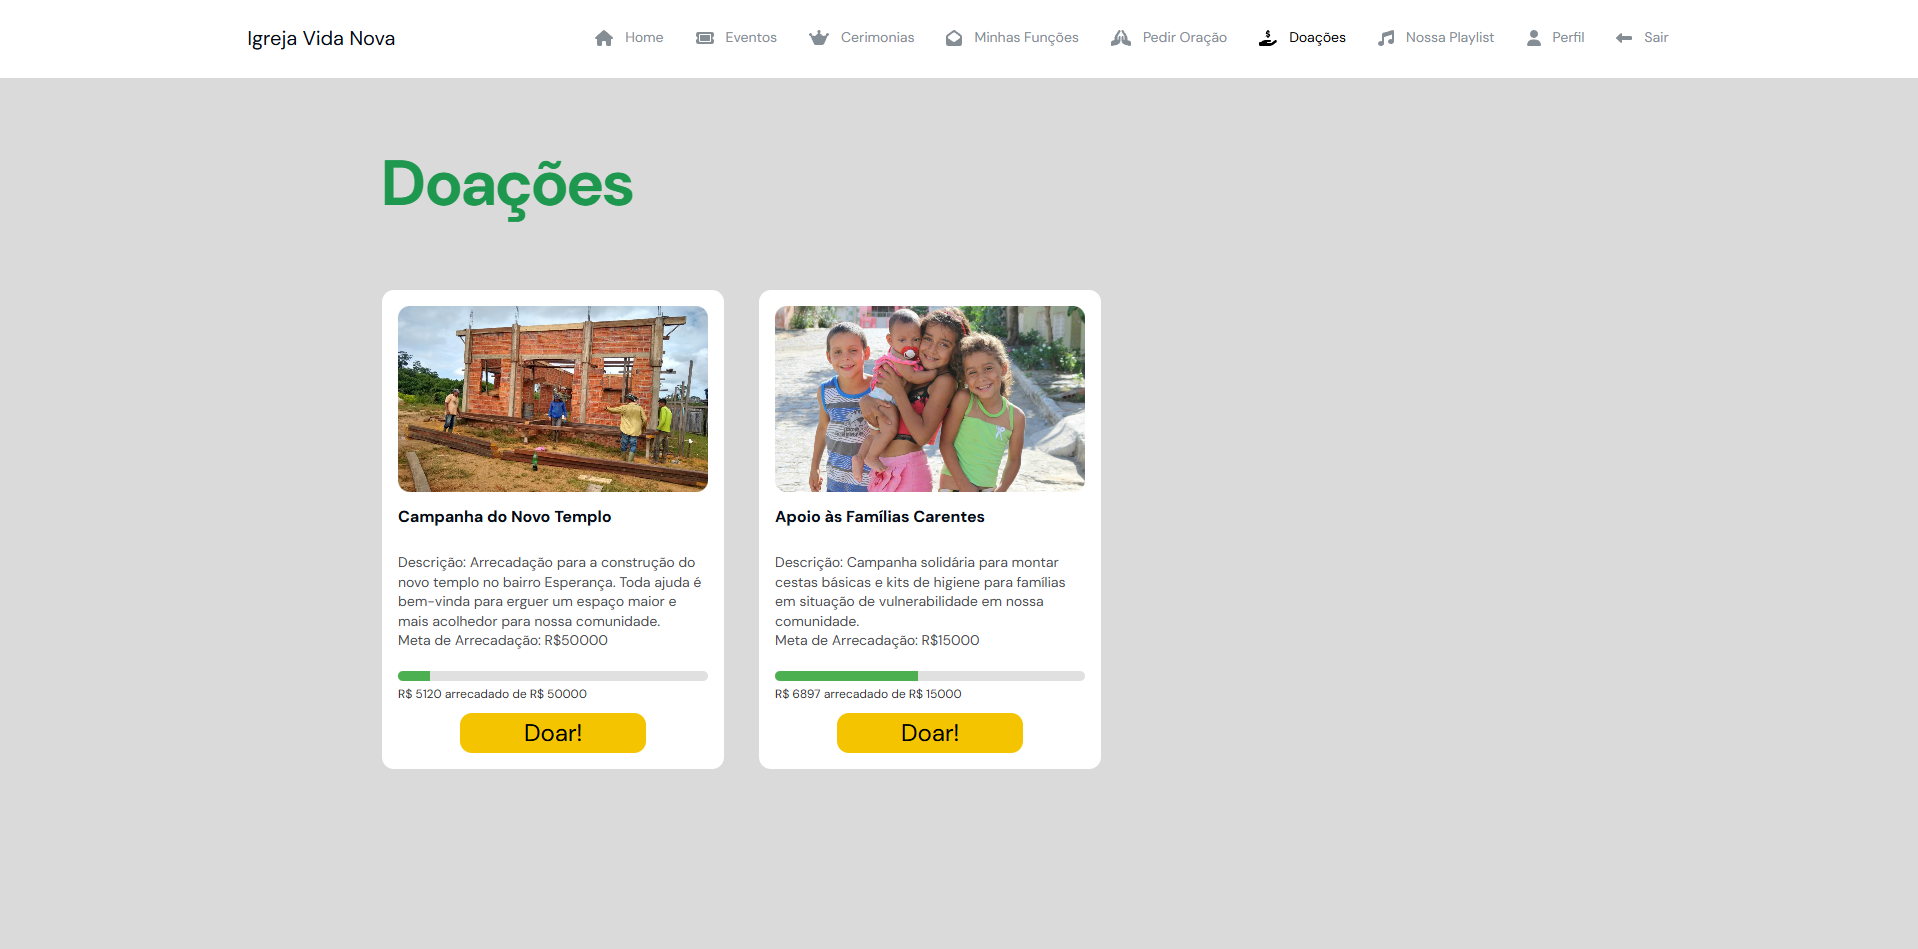 Igreja Vida Nova
Home
Eventos
Cerimonias
Minhas Funções
Pedir Oração
Doações
Nossa Playlist
Perfil
Sair
Doações
Campanha do Novo Templo
Descrição: Arrecadação para a construção do
novo templo no bairro Esperança. Toda ajuda é
bem-vinda para erguer um espaço maior e
mais acolhedor para nossa comunidade.
Meta de Arrecadação: R$50000
R$ 5120 arrecadado de R$ 50000
Doar!
Apoio às Famílias Carentes
Descrição: Campanha solidária para montar
cestas básicas e kits de higiene para famílias
em situação de vulnerabilidade em nossa
comunidade.
Meta de Arrecadação: R$15000
R$ 6897 arrecadado de R$ 15000
Doar!